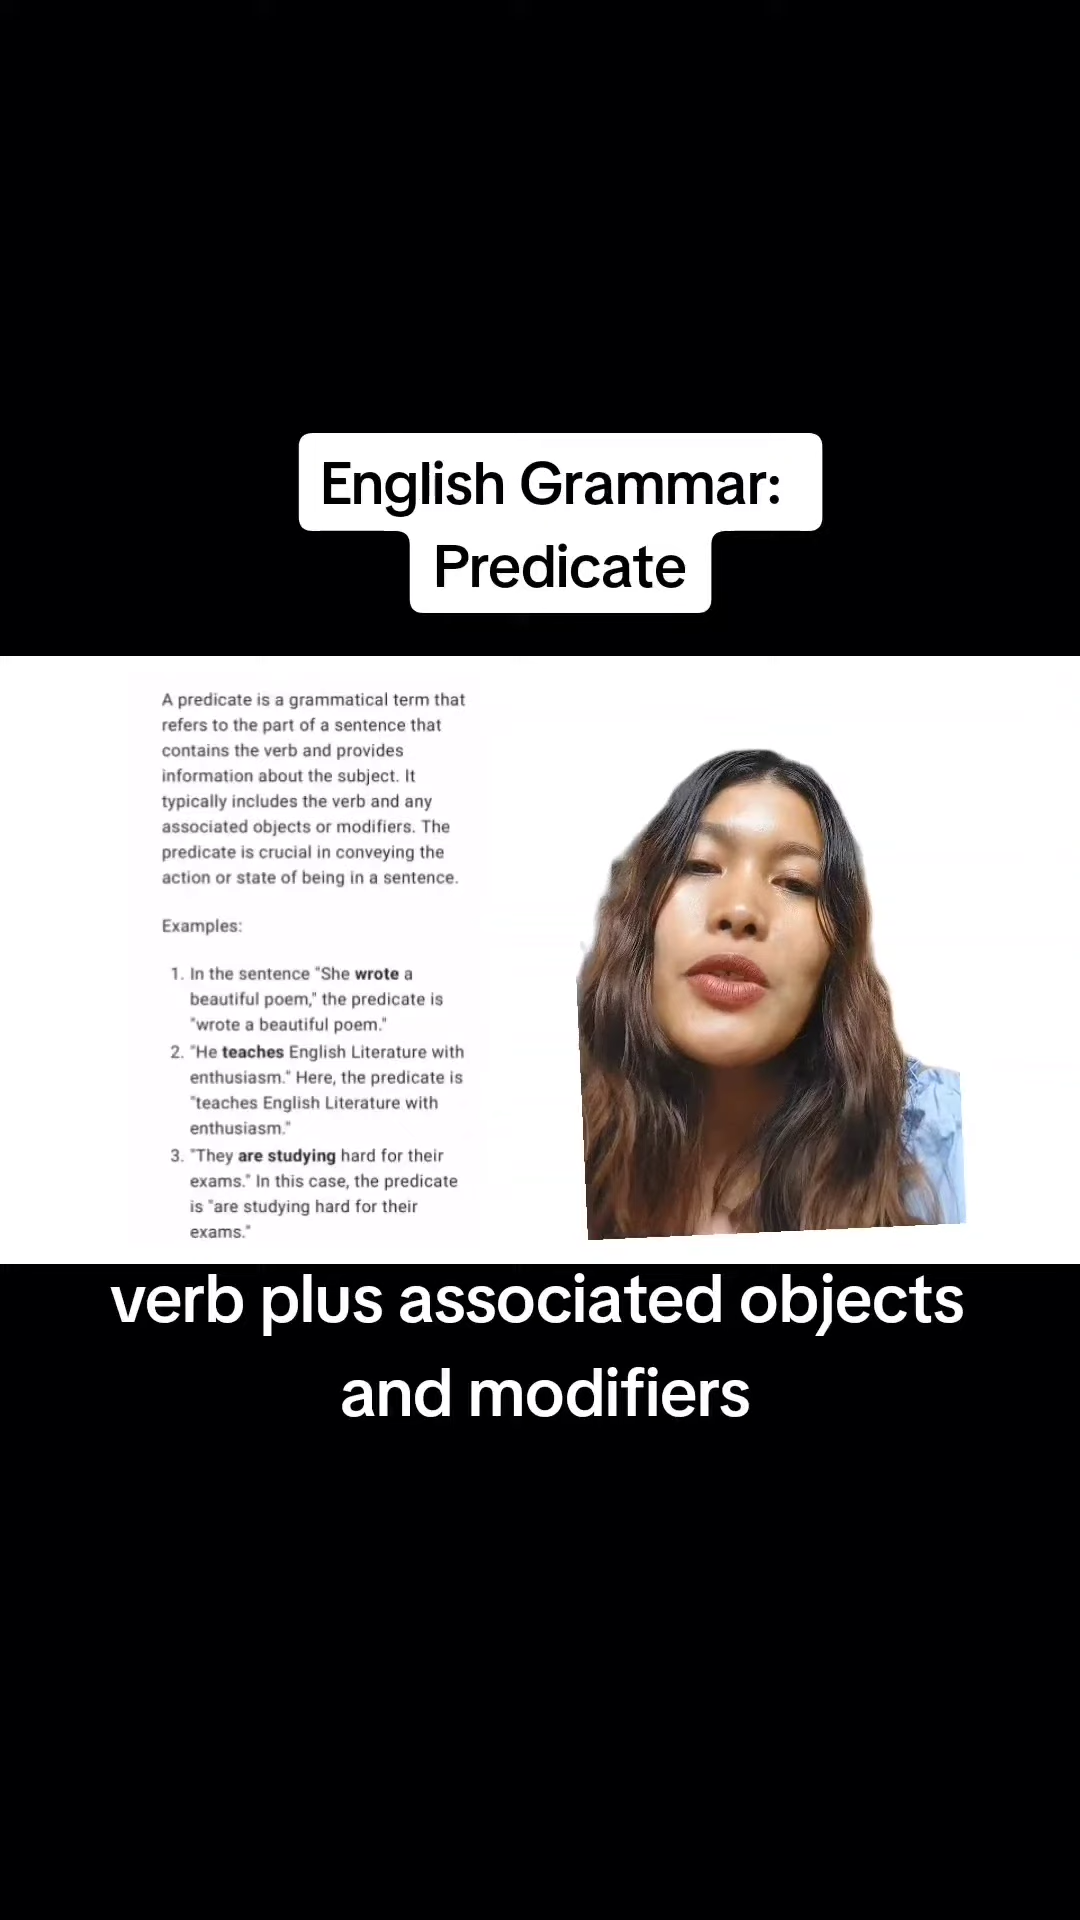 English Grammar:
Predicate
A predicate is a grammatical term that
refers to the part of a sentence that
contains the verb and provides
information about the subject. It
typically includes the verb and any
associated objects or modifiers. The
predicate is crucial in conveying the
action or state of being in a sentence.
Examples:
1. In the sentence "She wrote a
beautiful poem," the predicate is
"wrote a beautiful poem."
2. "He teaches English Literature with
enthusiasm." Here, the predicate is
"teaches English Literature with
enthusiasm."
3. "They are studying hard for their
exams." In this case, the predicate
is "are studying hard for their
exams."
verb plus associated objects
and modifiers